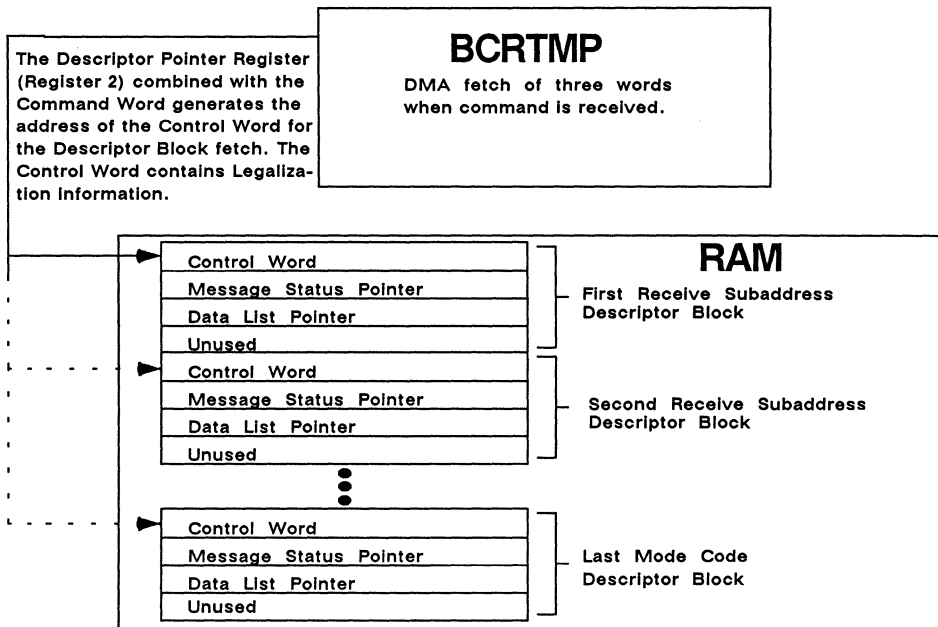 BCRTMP
DMA fetch of three words
when command is received.
The Descriptor Pointer Register
(Register 2) combined with the
Command Word generates the
address of the Control Word for
the Descriptor Block fetch. The
Control Word contains Legaliza-
tion Information.
RAM
Control Word
Message Status Pointer
Data List Pointer
Unused
First Receive Subaddress
Descriptor Block
Control Word
Message Status Pointer
Data List Pointer
Unused
Second Receive Subaddress
Descriptor Block
Control Word
Message Status Pointer
Data List Pointer
Unused
Last Mode Code
Descriptor Block